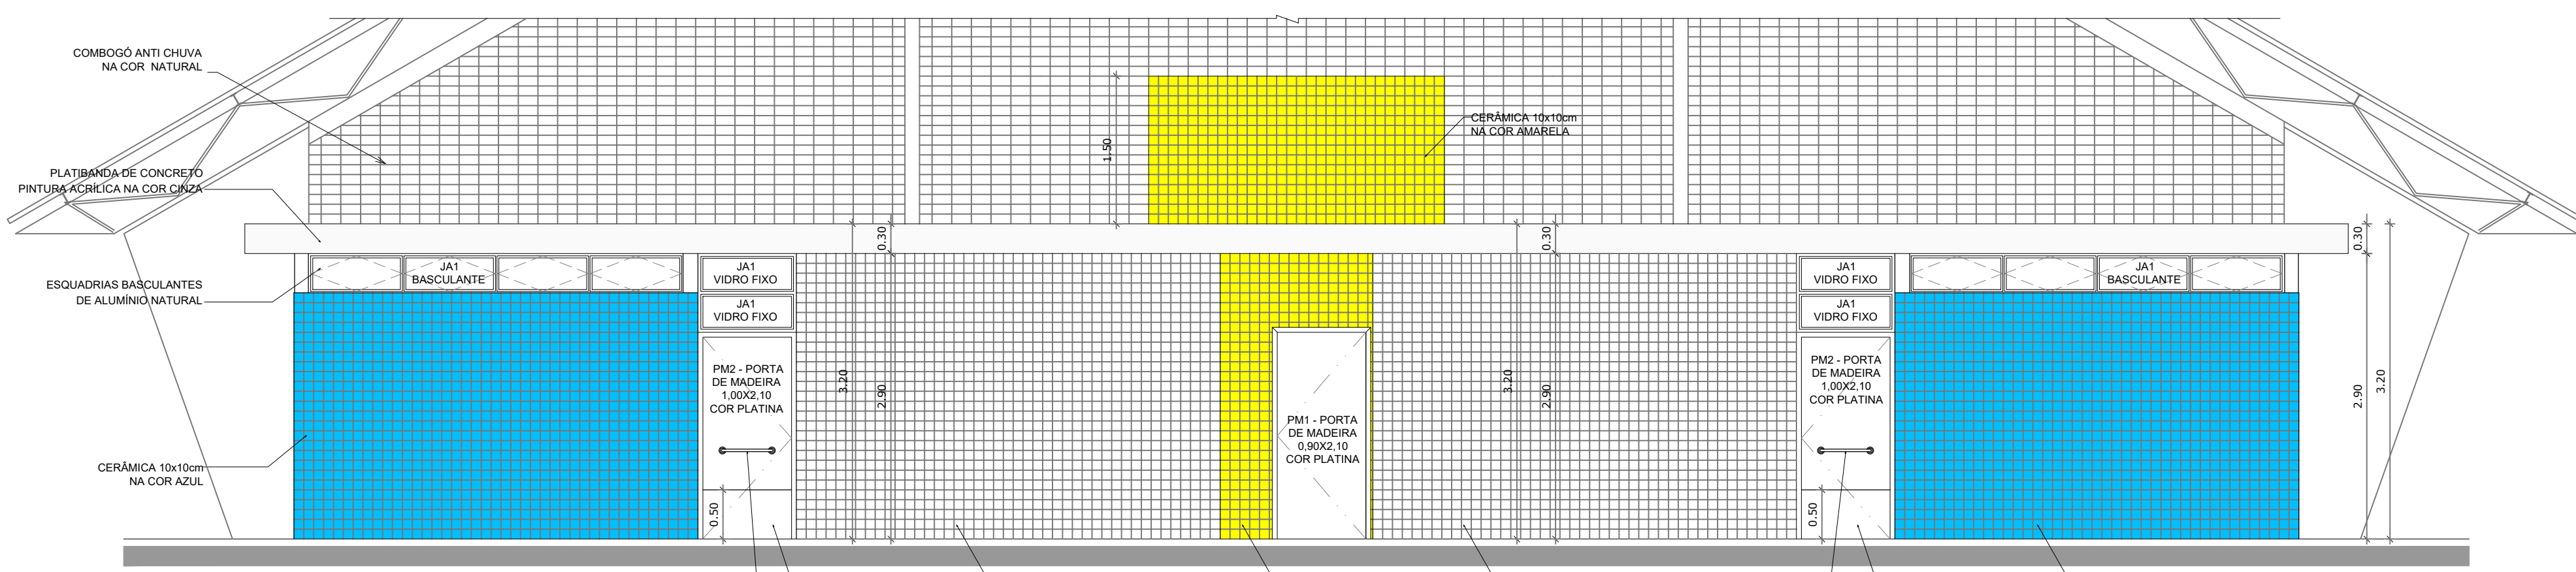 COMBOGÓ ANTI CHUVA
NA COR NATURAL
PLATIBANDA DE CONCRETO
PINTURA ACRÍLICA NA COR CINZA
ESQUADRIAS BASCULANTES
DE ALUMÍNIO NATURAL
CERÂMICA 10x10cm
NA COR AZUL
JA1
BASCULANTE
JA1
VIDRO FIXO
JA1
VIDRO FIXO
PM2 - PORTA
DE MADEIRA
1,00X2,10
COR PLATINA
0.50
3.20
0.30
2.90
1.50
CERÂMICA 10x10cm
NA COR AMARELA
PM1 - PORTA
DE MADEIRA
0,90X2,10
COR PLATINA
3.20
0.30
2.90
JA1
VIDRO FIXO
JA1
VIDRO FIXO
PM2 - PORTA
DE MADEIRA
1,00X2,10
COR PLATINA
0.50
JA1
BASCULANTE
0.30
2.90
3.20